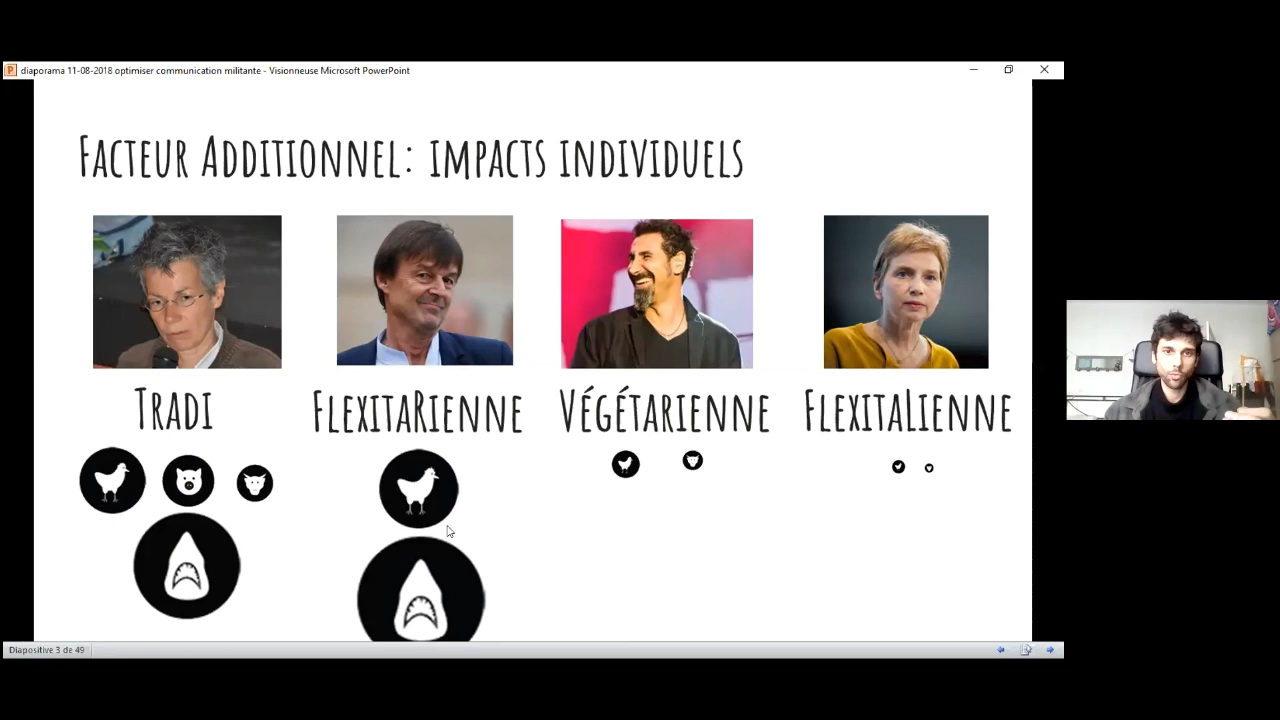 diaporama 11-08-2018 optimiser communication militante - Visionneuse Microsoft PowerPoint
Facteur Additionnel: impacts individuels
Tradi
FlexitaRienne
Végétarienne
FlexitaLienne
Diapositive 3 de 49